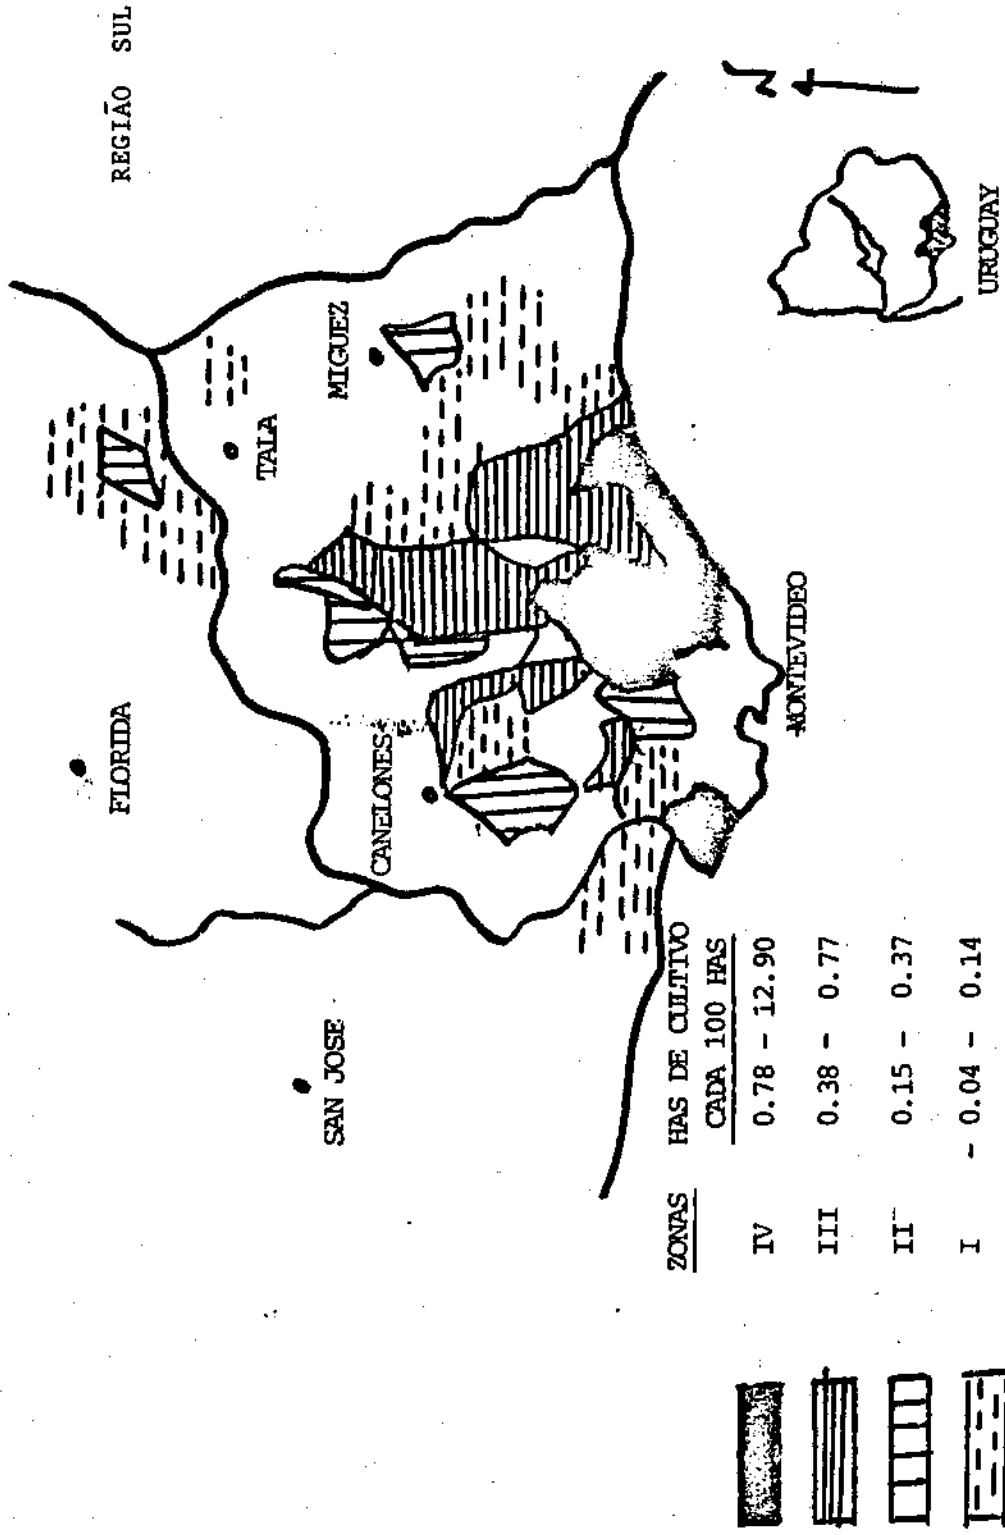 REGIÃO SUL
FLORIDA
TALA
MIGUEZ
CANELONES
SAN JOSE
MONTEVIDEO
N
URUGUAY
ZONAS HAS DE CULTIVO
CADA 100 HAS
IV 0.78 - 12.90
III 0.38 - 0.77
II 0.15 - 0.37
I - 0.04 - 0.14